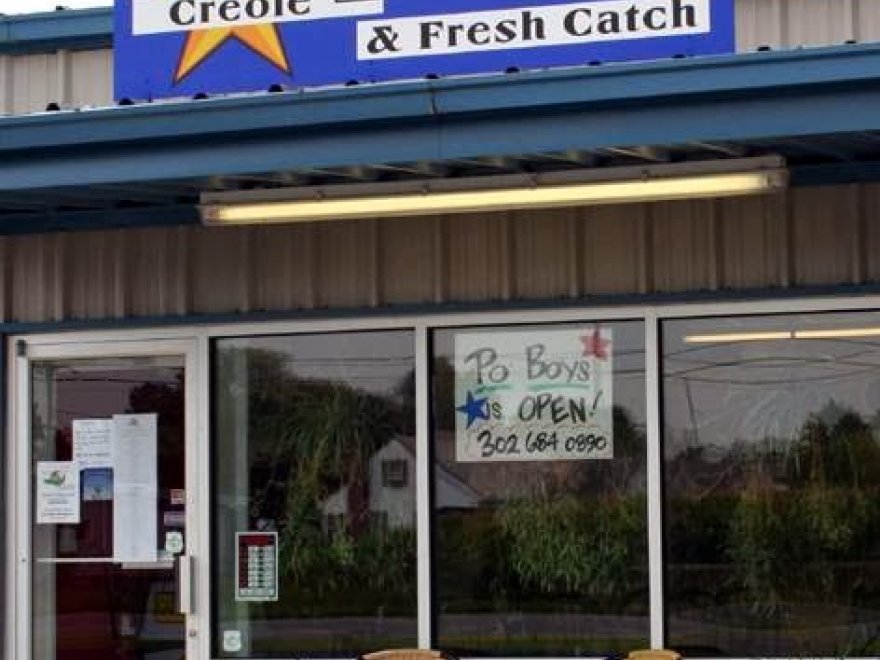 Creole
& Fresh Catch
Po Boys
is OPEN!
302 684 0890